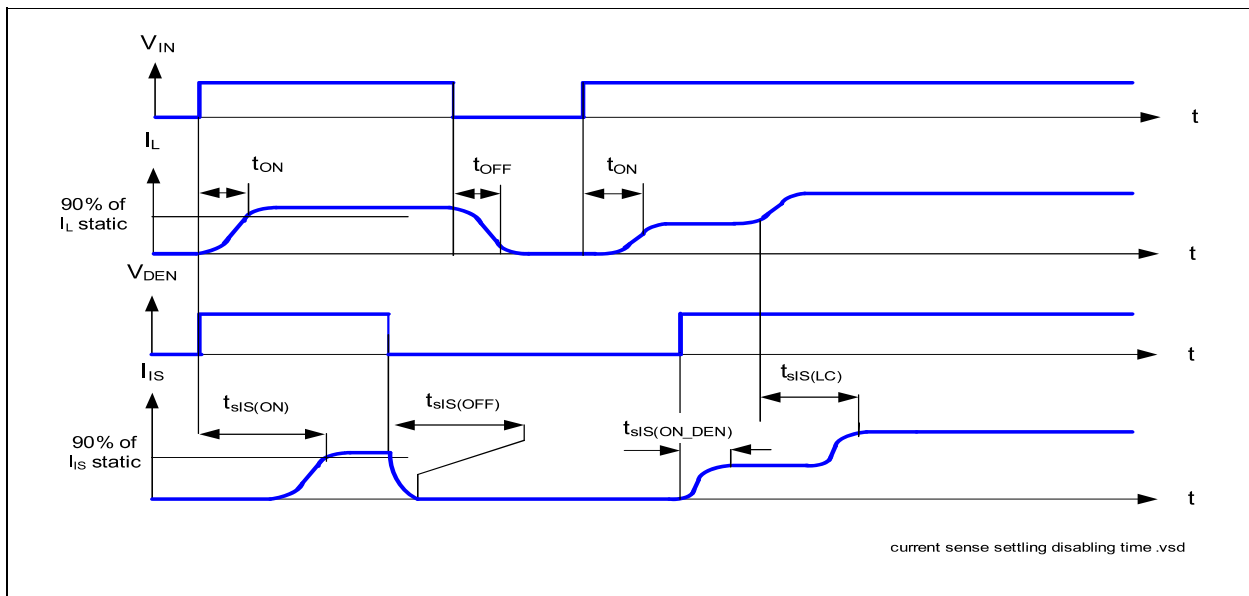 VIN
t
IL
tON
tOFF
tON
90% of
IL static
t
VDEN
t
IIS
tsIS(ON)
tsIS(OFF)
tsIS(LC)
tsIS(ON_DEN)
90% of
IIS static
t
current sense settling disabling time .vsd